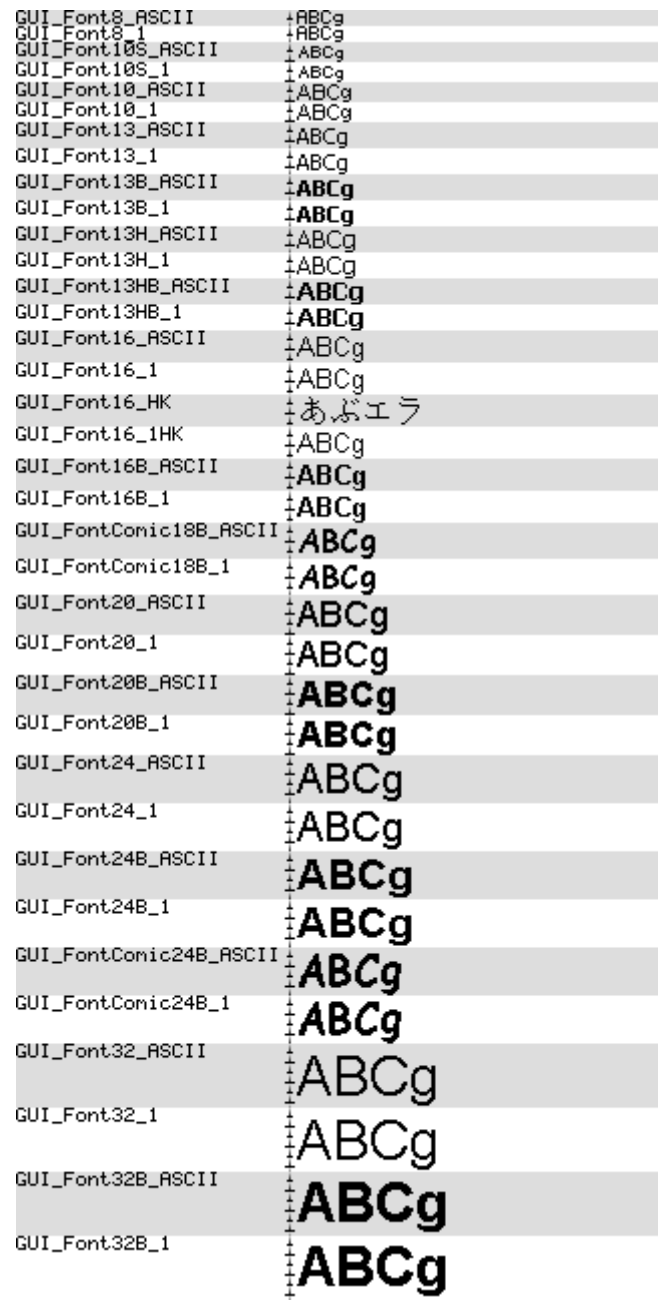 GUI_Font8_ASCII ABCg
GUI_Font8_1 ABCg
GUI_Font10S_ASCII ABCg
GUI_Font10S_1 ABCg
GUI_Font10_ASCII ABCg
GUI_Font10_1 ABCg
GUI_Font13_ASCII ABCg
GUI_Font13_1 ABCg
GUI_Font13B_ASCII ABCg
GUI_Font13B_1 ABCg
GUI_Font13H_ASCII ABCg
GUI_Font13H_1 ABCg
GUI_Font13HB_ASCII ABCg
GUI_Font13HB_1 ABCg
GUI_Font16_ASCII ABCg
GUI_Font16_1 ABCg
GUI_Font16_HK あぶエラ
GUI_Font16_1HK ABCg
GUI_Font16B_ASCII ABCg
GUI_Font16B_1 ABCg
GUI_FontComic18B_ASCII ABCg
GUI_FontComic18B_1 ABCg
GUI_Font20_ASCII ABCg
GUI_Font20_1 ABCg
GUI_Font20B_ASCII ABCg
GUI_Font20B_1 ABCg
GUI_Font24_ASCII ABCg
GUI_Font24_1 ABCg
GUI_Font24B_ASCII ABCg
GUI_Font24B_1 ABCg
GUI_FontComic24B_ASCII ABCg
GUI_FontComic24B_1 ABCg
GUI_Font32_ASCII ABCg
GUI_Font32_1 ABCg
GUI_Font32B_ASCII ABCg
GUI_Font32B_1 ABCg